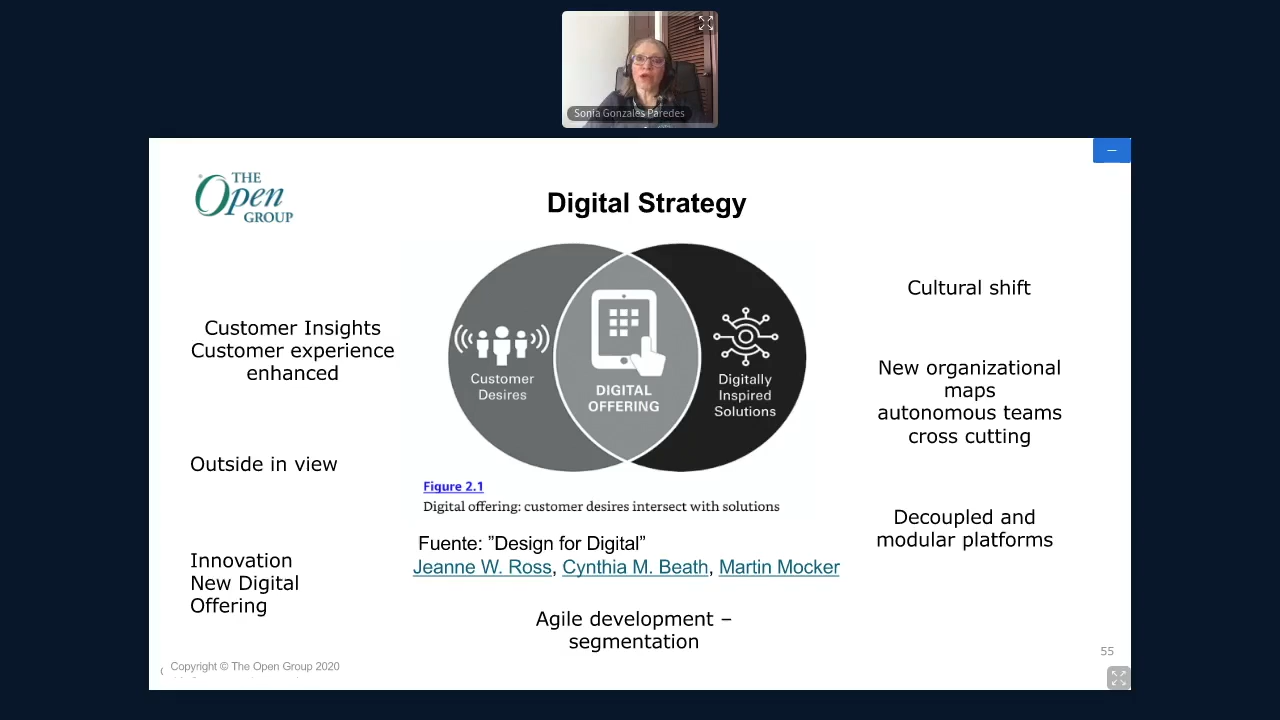 Sonia Gonzales Paredes
THE
Open
GROUP
Digital Strategy
Customer Insights
Customer experience
enhanced
Outside in view
Innovation
New Digital
Offering
Customer
Desires
DIGITAL
OFFERING
Digitally
Inspired
Solutions
Figure 2.1
Digital offering: customer desires intersect with solutions
Fuente: ”Design for Digital”
Jeanne W. Ross, Cynthia M. Beath, Martin Mocker
Agile development –
segmentation
Cultural shift
New organizational
maps
autonomous teams
cross cutting
Decoupled and
modular platforms
55
Copyright © The Open Group 2020